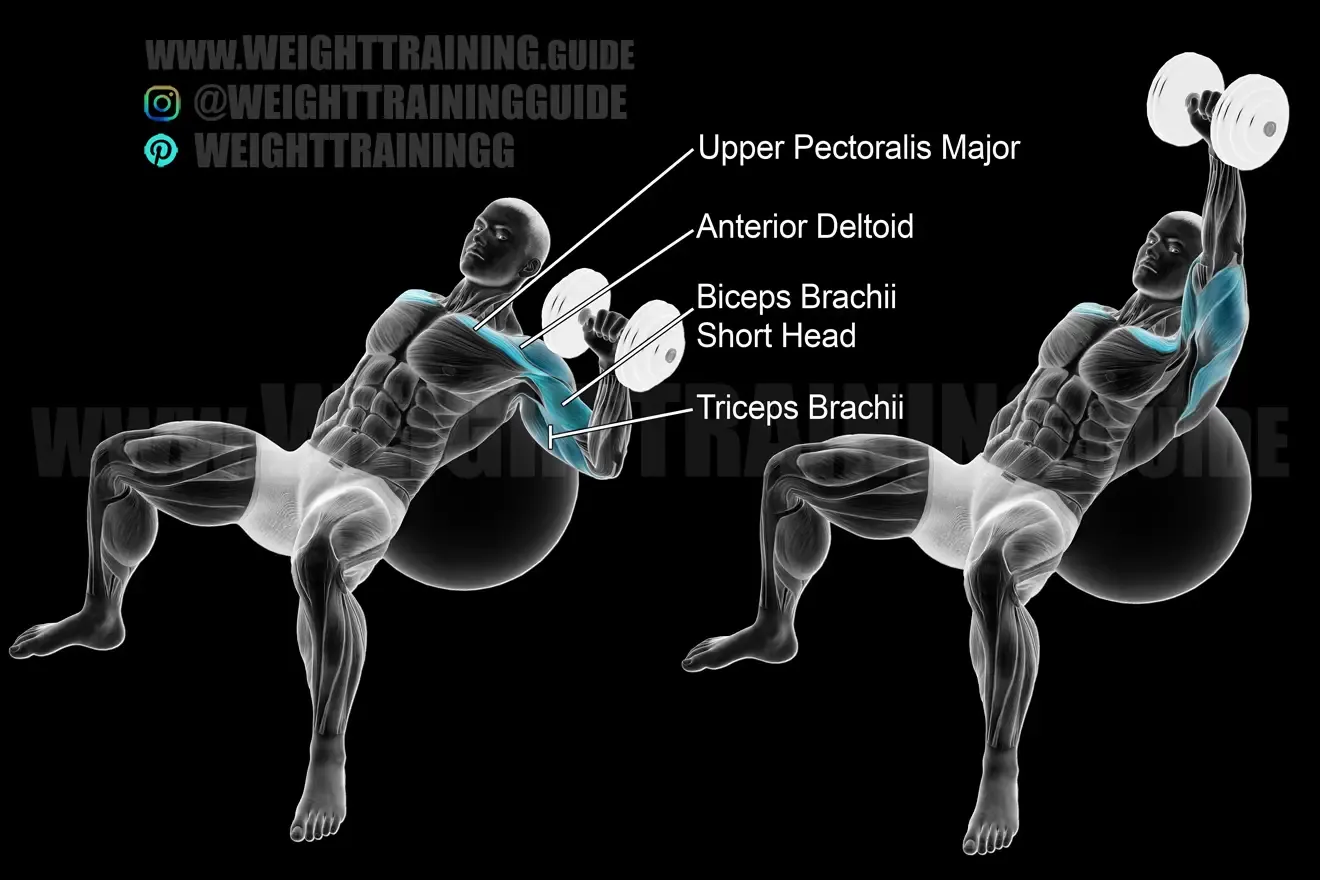 WWW.WEIGHTTRAINING.GUIDE
@WEIGHTTRAININGGUIDE
WEIGHTTRAININGG
Upper Pectoralis Major
Anterior Deltoid
Biceps Brachii
Short Head
Triceps Brachii
WWW.WEIGHTTRAINING.GUIDE